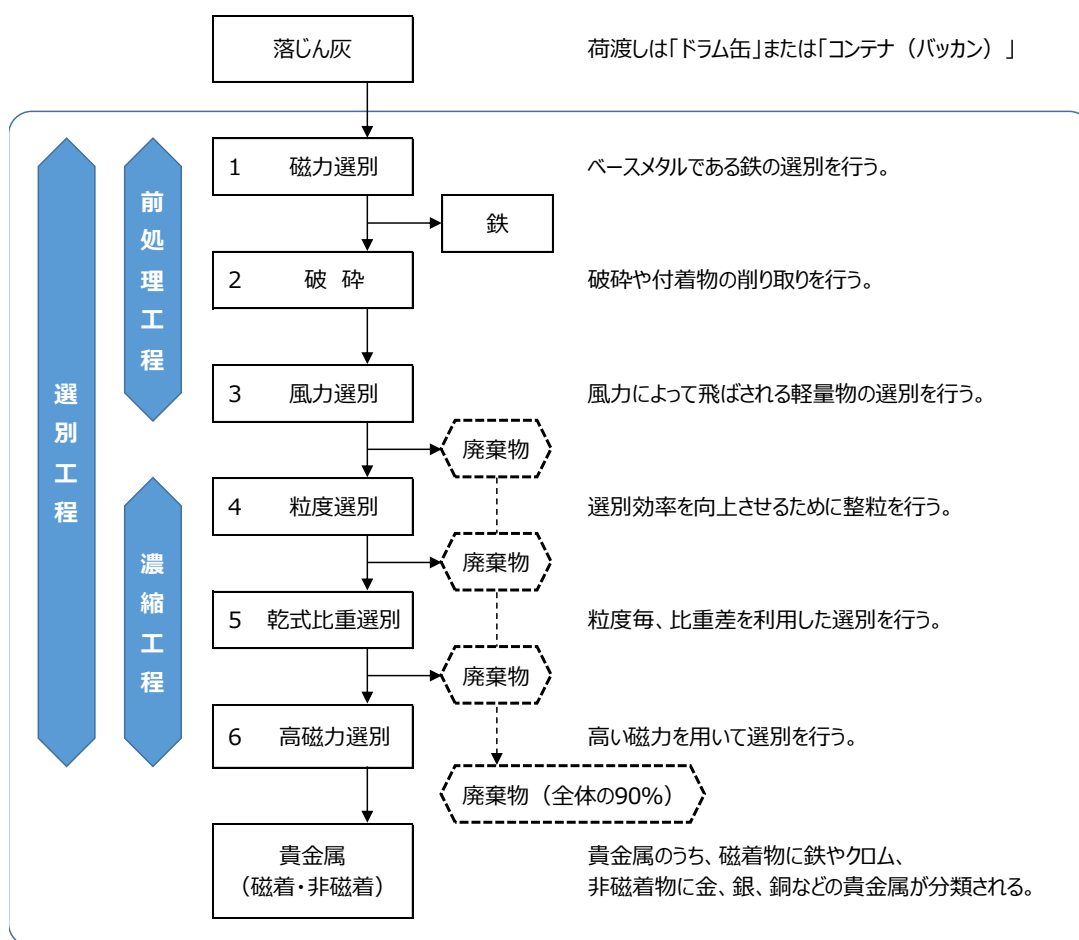 落じん灰
荷渡しは「ドラム缶」または「コンテナ（バッカン）」
選別工程
前処理工程
1 磁力選別
ベースメタルである鉄の選別を行う。
鉄
2 破 砕
破砕や付着物の削り取りを行う。
3 風力選別
風力によって飛ばされる軽量物の選別を行う。
廃棄物
濃縮工程
4 粒度選別
選別効率を向上させるために整粒を行う。
廃棄物
5 乾式比重選別
粒度毎、比重差を利用した選別を行う。
廃棄物
6 高磁力選別
高い磁力を用いて選別を行う。
廃棄物（全体の90%）
貴金属
（磁着・非磁着）
貴金属のうち、磁着物に鉄やクロム、
非磁着物に金、銀、銅などの貴金属が分類される。